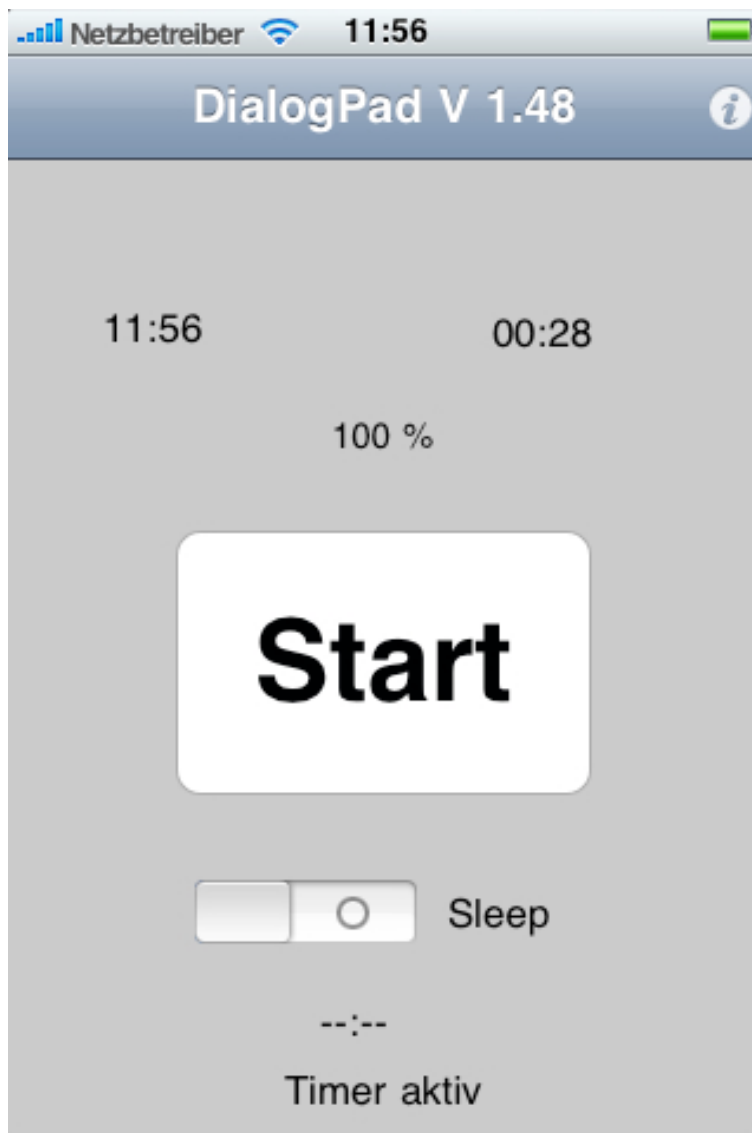 Netzbetreiber 11:56
DialogPad V 1.48 i
11:56 00:28
100 %
Start
Sleep
--:--
Timer aktiv